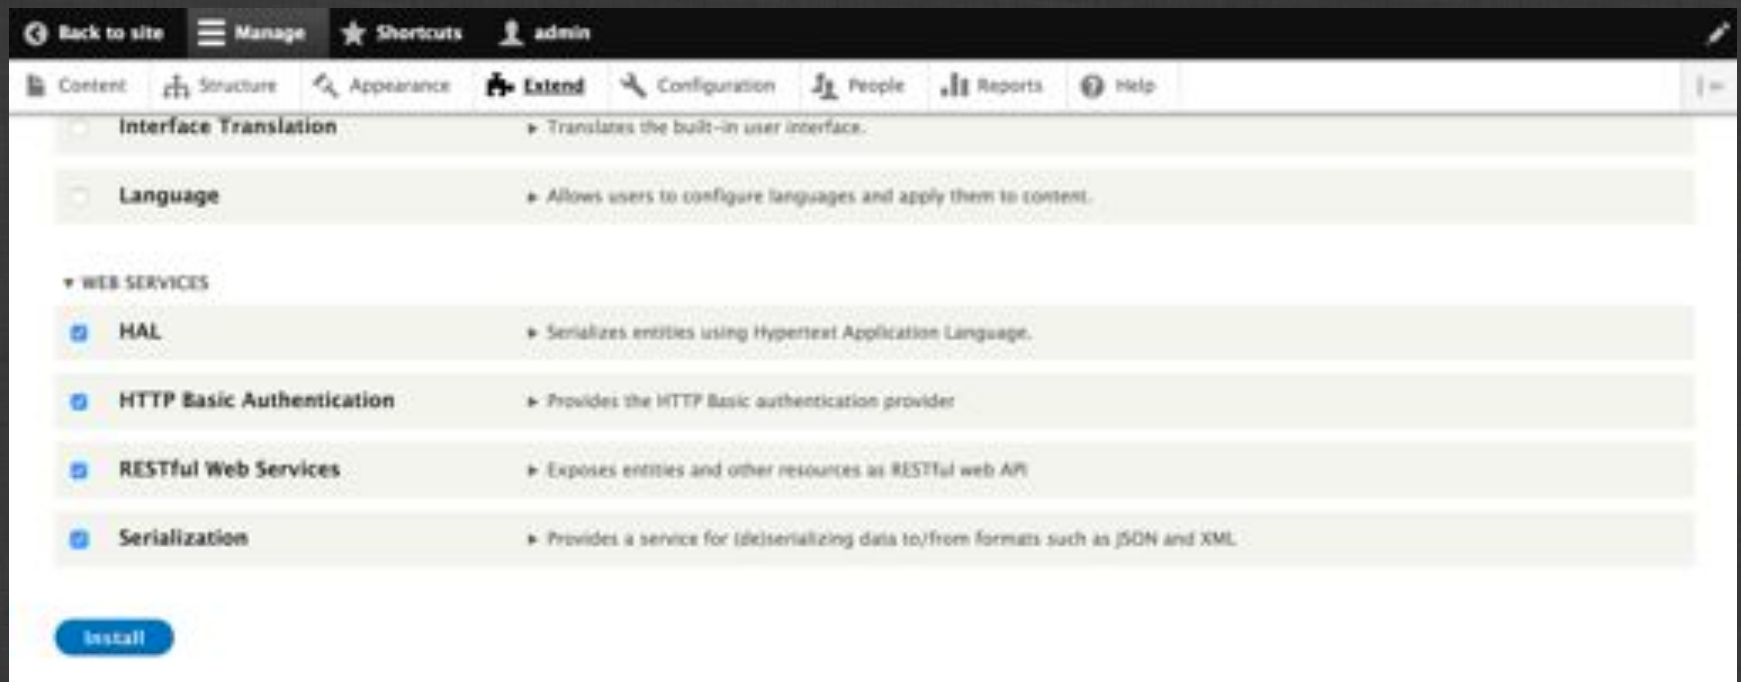 Back to site Manage Shortcuts admin
Content Structure Appearance Extend Configuration People Reports Help
Interface Translation Translates the built-in user interface.
Language Allows users to configure languages and apply them to content.
WEB SERVICES
HAL Serializes entities using Hypertext Application Language.
HTTP Basic Authentication Provides the HTTP Basic authentication provider
RESTful Web Services Exposes entities and other resources as RESTful web API
Serialization Provides a service for (de)serializing data to/from formats such as JSON and XML
Install